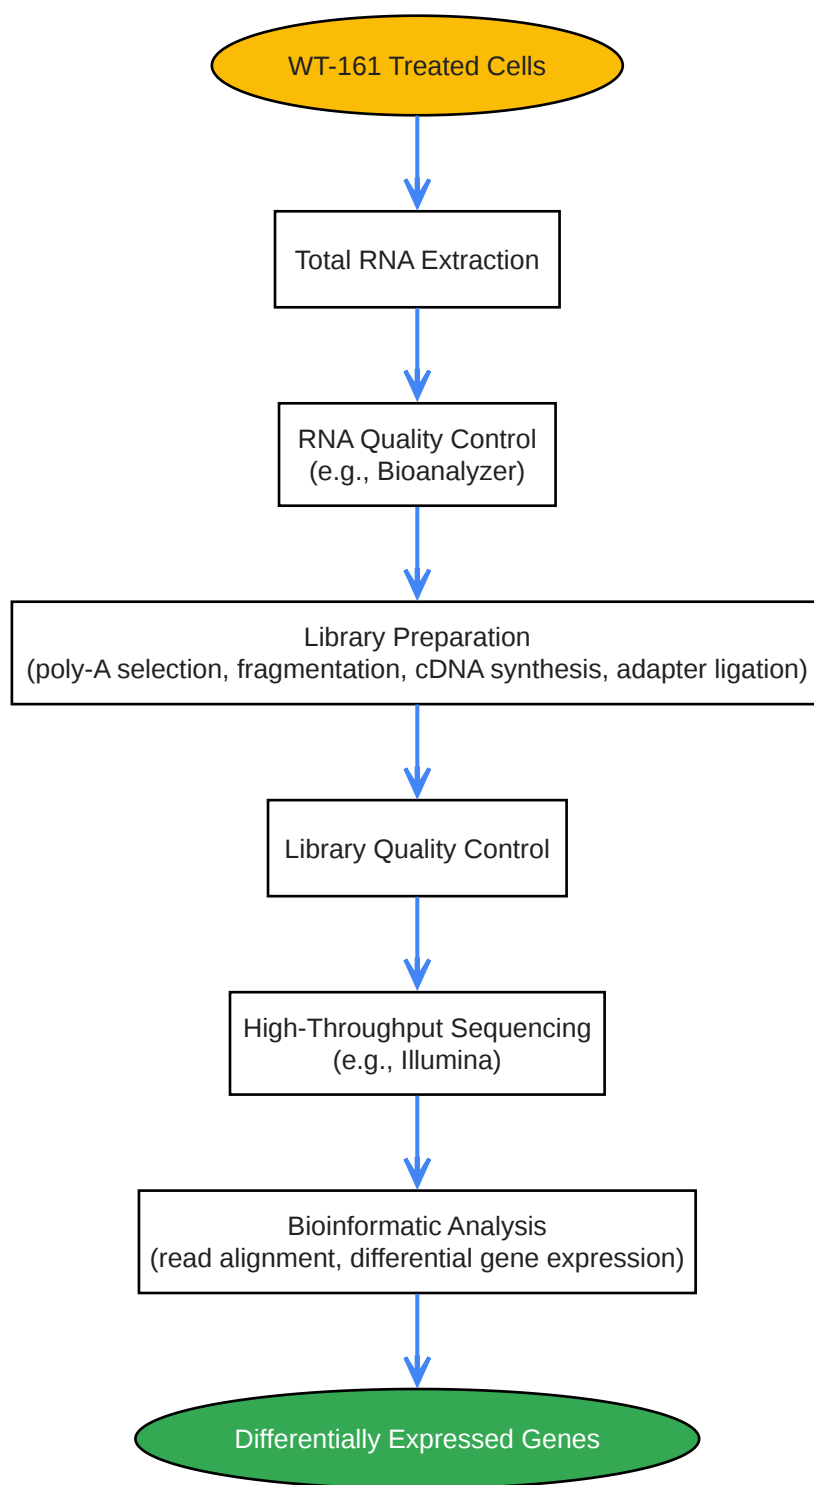 WT-161 Treated Cells
Total RNA Extraction
RNA Quality Control
(e.g., Bioanalyzer)
Library Preparation
(poly-A selection, fragmentation, cDNA synthesis, adapter ligation)
Library Quality Control
High-Throughput Sequencing
(e.g., Illumina)
Bioinformatic Analysis
(read alignment, differential gene expression)
Differentially Expressed Genes